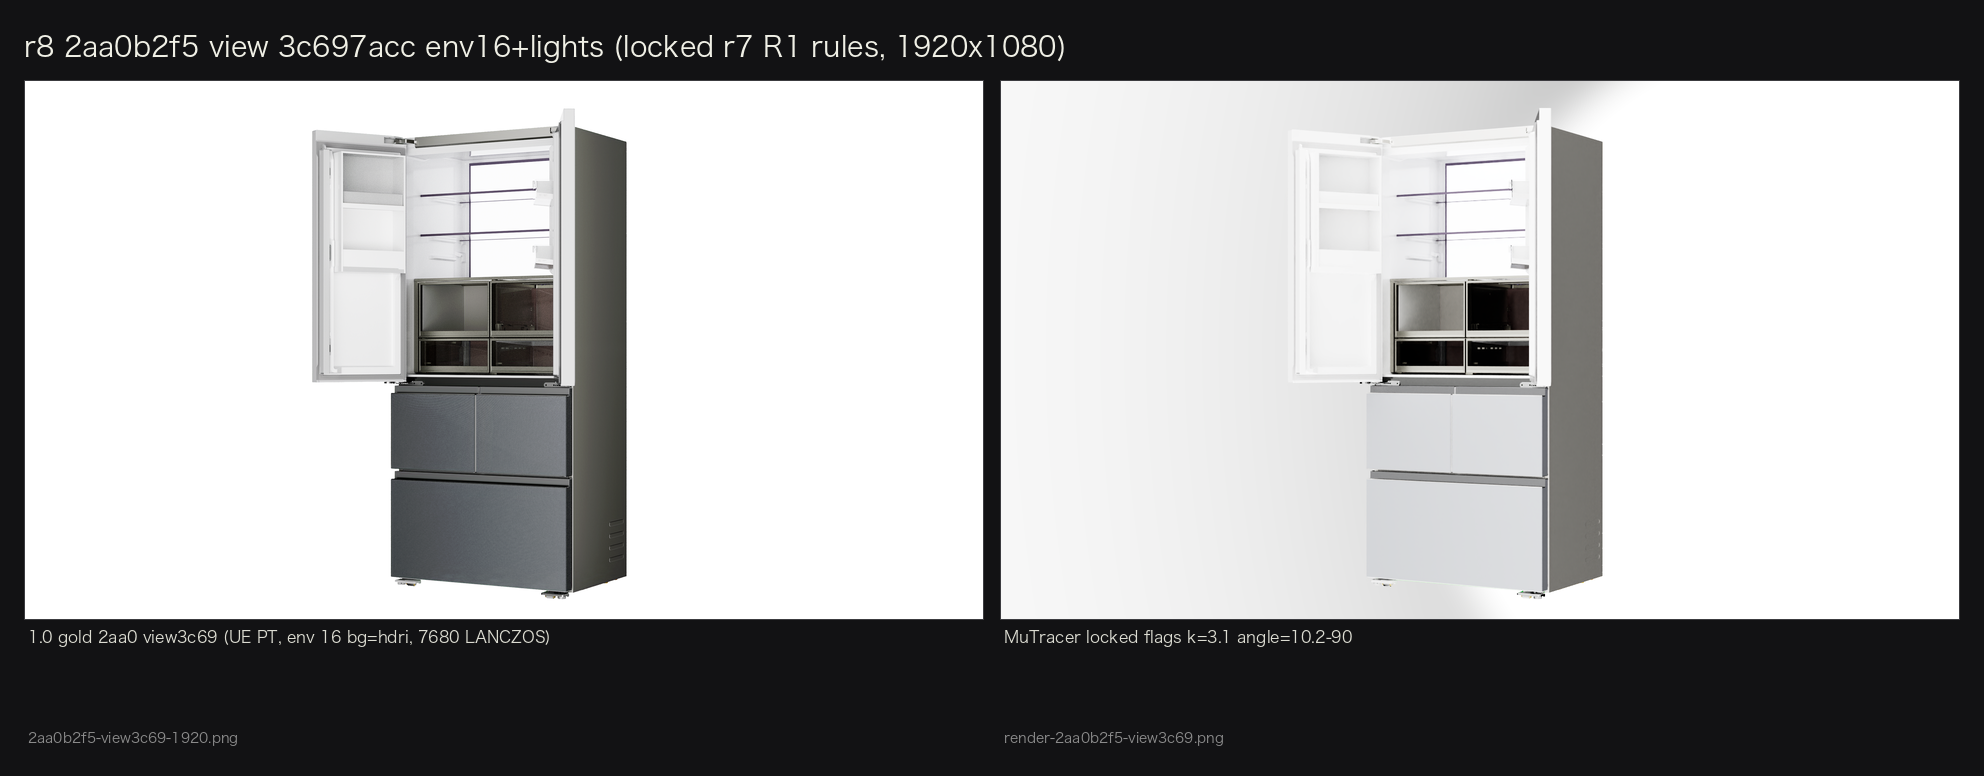 r8 2aa0b2f5 view 3c697acc env16+lights (locked r7 R1 rules, 1920x1080)
1.0 gold 2aa0 view3c69 (UE PT, env 16 bg=hdri, 7680 LANCZOS)
MuTracer locked flags k=3.1 angle=10.2-90
2aa0b2f5-view3c69-1920.png
render-2aa0b2f5-view3c69.png